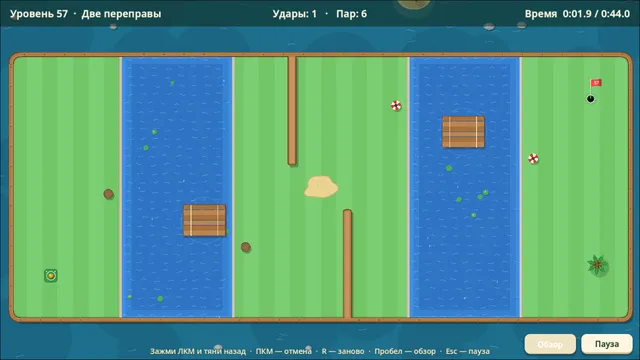 Уровень 57 · Две переправы
Удары: 1 · Пар: 6
Время 0:01.9 / 0:44.0
Зажми ЛКМ и тяни назад · ПКМ — отмена · R — заново · Пробел — обзор · Esc — пауза
Обзор
Пауза